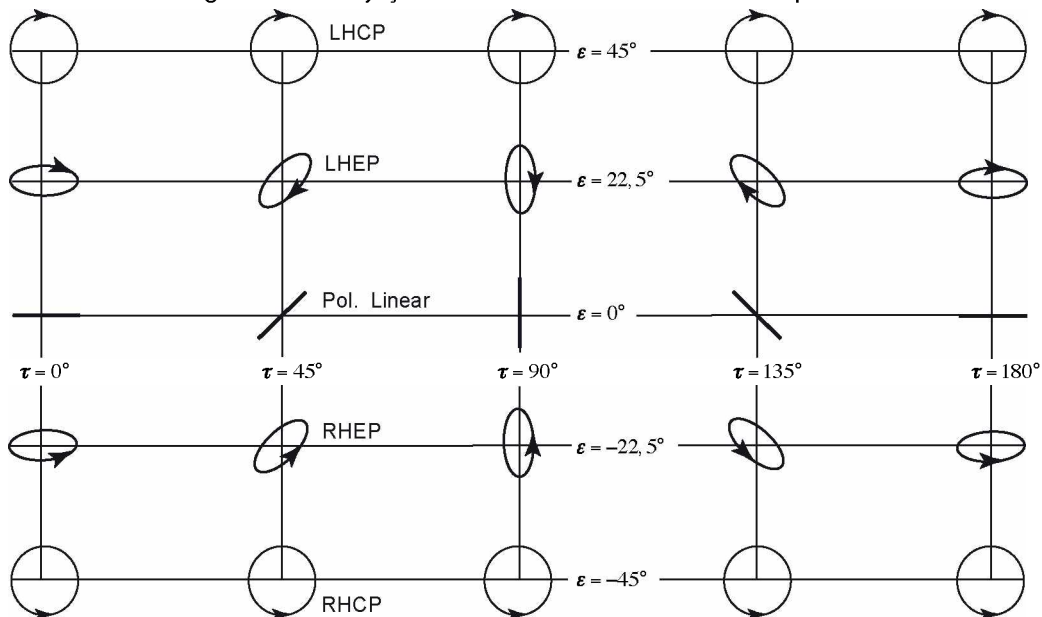 LHCP
ε = 45°
LHEP
ε = 22,5°
Pol. Linear
ε = 0°
τ = 0° τ = 45° τ = 90° τ = 135° τ = 180°
RHEP
ε = −22,5°
ε = −45°
RHCP